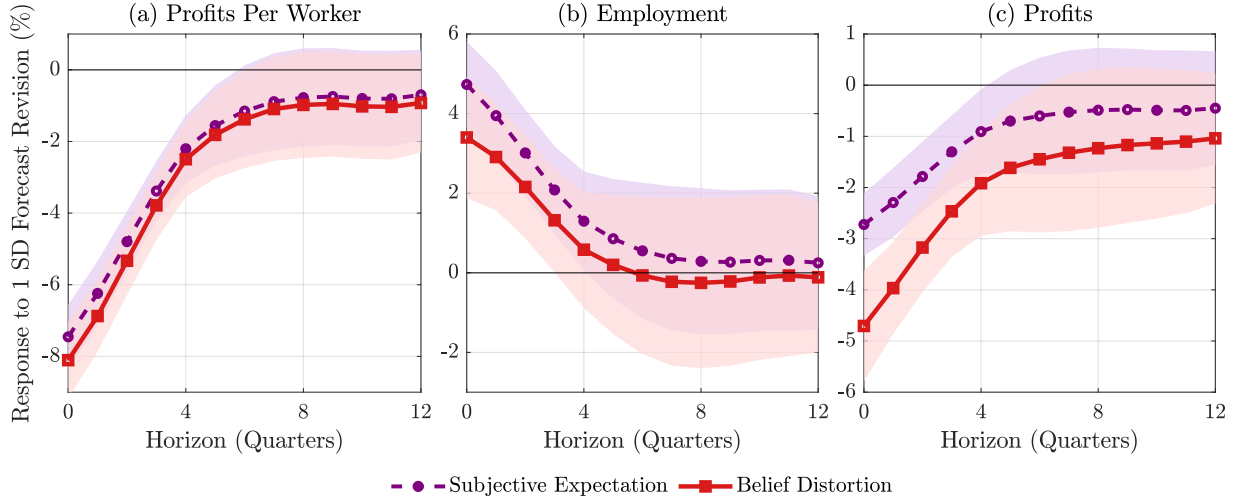 (a) Profits Per Worker
(b) Employment
(c) Profits
Response to 1 SD Forecast Revision (%)
0
-2
-4
-6
-8
6
4
2
0
-2
1
0
-1
-2
-3
-4
-5
-6
0 4 8 12
0 4 8 12
0 4 8 12
Horizon (Quarters)
Horizon (Quarters)
Horizon (Quarters)
Subjective Expectation
Belief Distortion